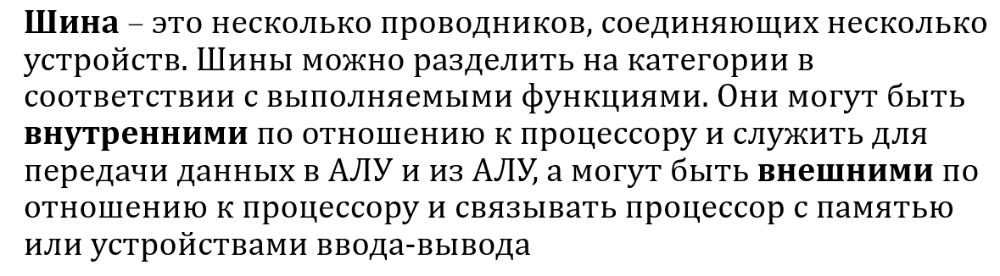 Шина – это несколько проводников, соединяющих несколько
устройств. Шины можно разделить на категории в
соответствии с выполняемыми функциями. Они могут быть
внутренними по отношению к процессору и служить для
передачи данных в АЛУ и из АЛУ, а могут быть внешними по
отношению к процессору и связывать процессор с памятью
или устройствами ввода-вывода